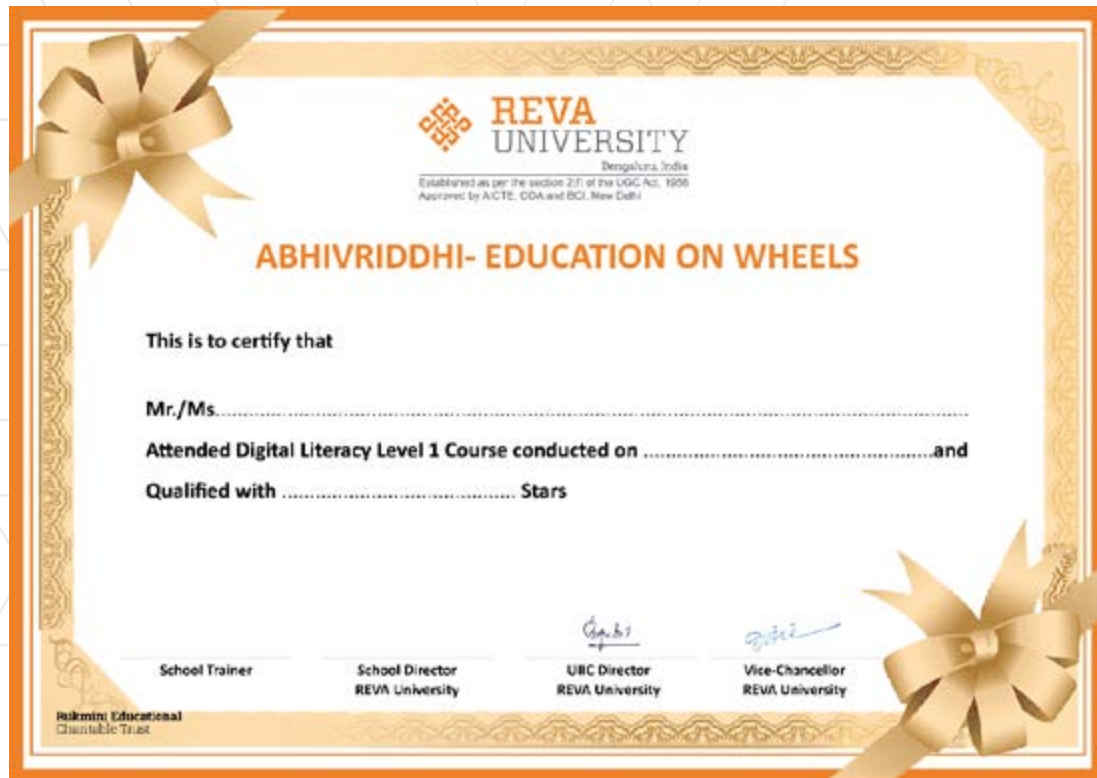 REVA
UNIVERSITY
Bengaluru, India
Established as per the section 2(f) of the UGC Act, 1956
Approved by AICTE, COA and BCI, New Delhi
ABHIVRIDDHI- EDUCATION ON WHEELS
This is to certify that
Mr./Ms.......................................................................................................................................
Attended Digital Literacy Level 1 Course conducted on ....................................................and
Qualified with .......................................... Stars
School Trainer School Director UIIC Director Vice-Chancellor
REVA University REVA University REVA University
Rukmini Educational
Charitable Trust